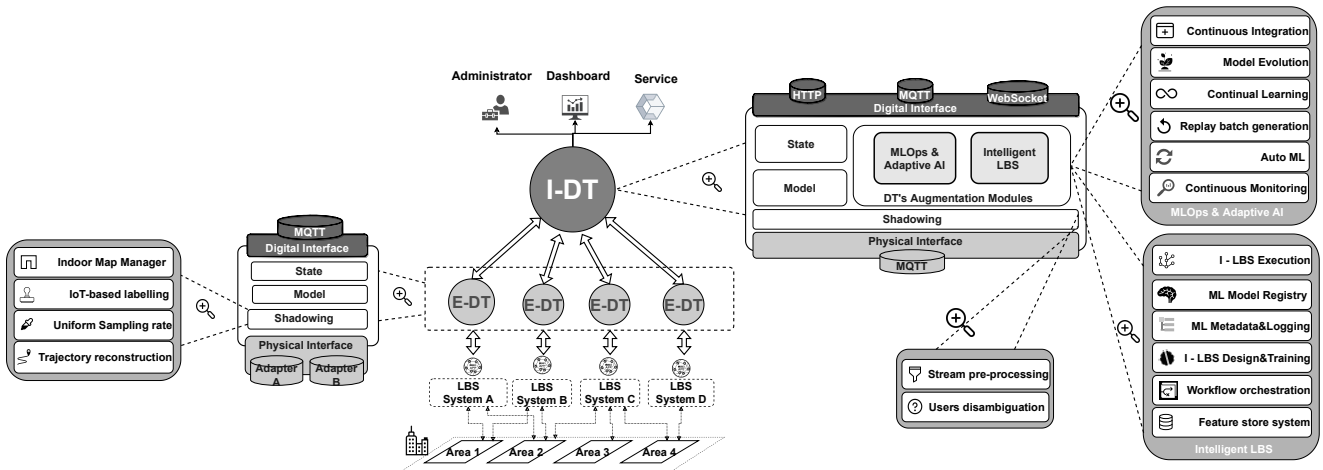 Administrator
Dashboard
Service
I-DT
E-DT
E-DT
E-DT
E-DT
LBS
System A
LBS
System B
LBS
System C
LBS
System D
Area 1
Area 2
Area 3
Area 4
MQTT
Digital Interface
State
Model
Shadowing
Physical Interface
Adapter
A
Adapter
B
Indoor Map Manager
IoT-based labelling
Uniform Sampling rate
Trajectory reconstruction
HTTP
MQTT
WebSocket
Digital Interface
State
Model
MLOps &
Adaptive AI
Intelligent
LBS
DT's Augmentation Modules
Shadowing
Physical Interface
MQTT
Stream pre-processing
Users disambiguation
Continuous Integration
Model Evolution
Continual Learning
Replay batch generation
Auto ML
Continuous Monitoring
MLOps & Adaptive AI
I - LBS Execution
ML Model Registry
ML Metadata&Logging
I - LBS Design&Training
Workflow orchestration
Feature store system
Intelligent LBS